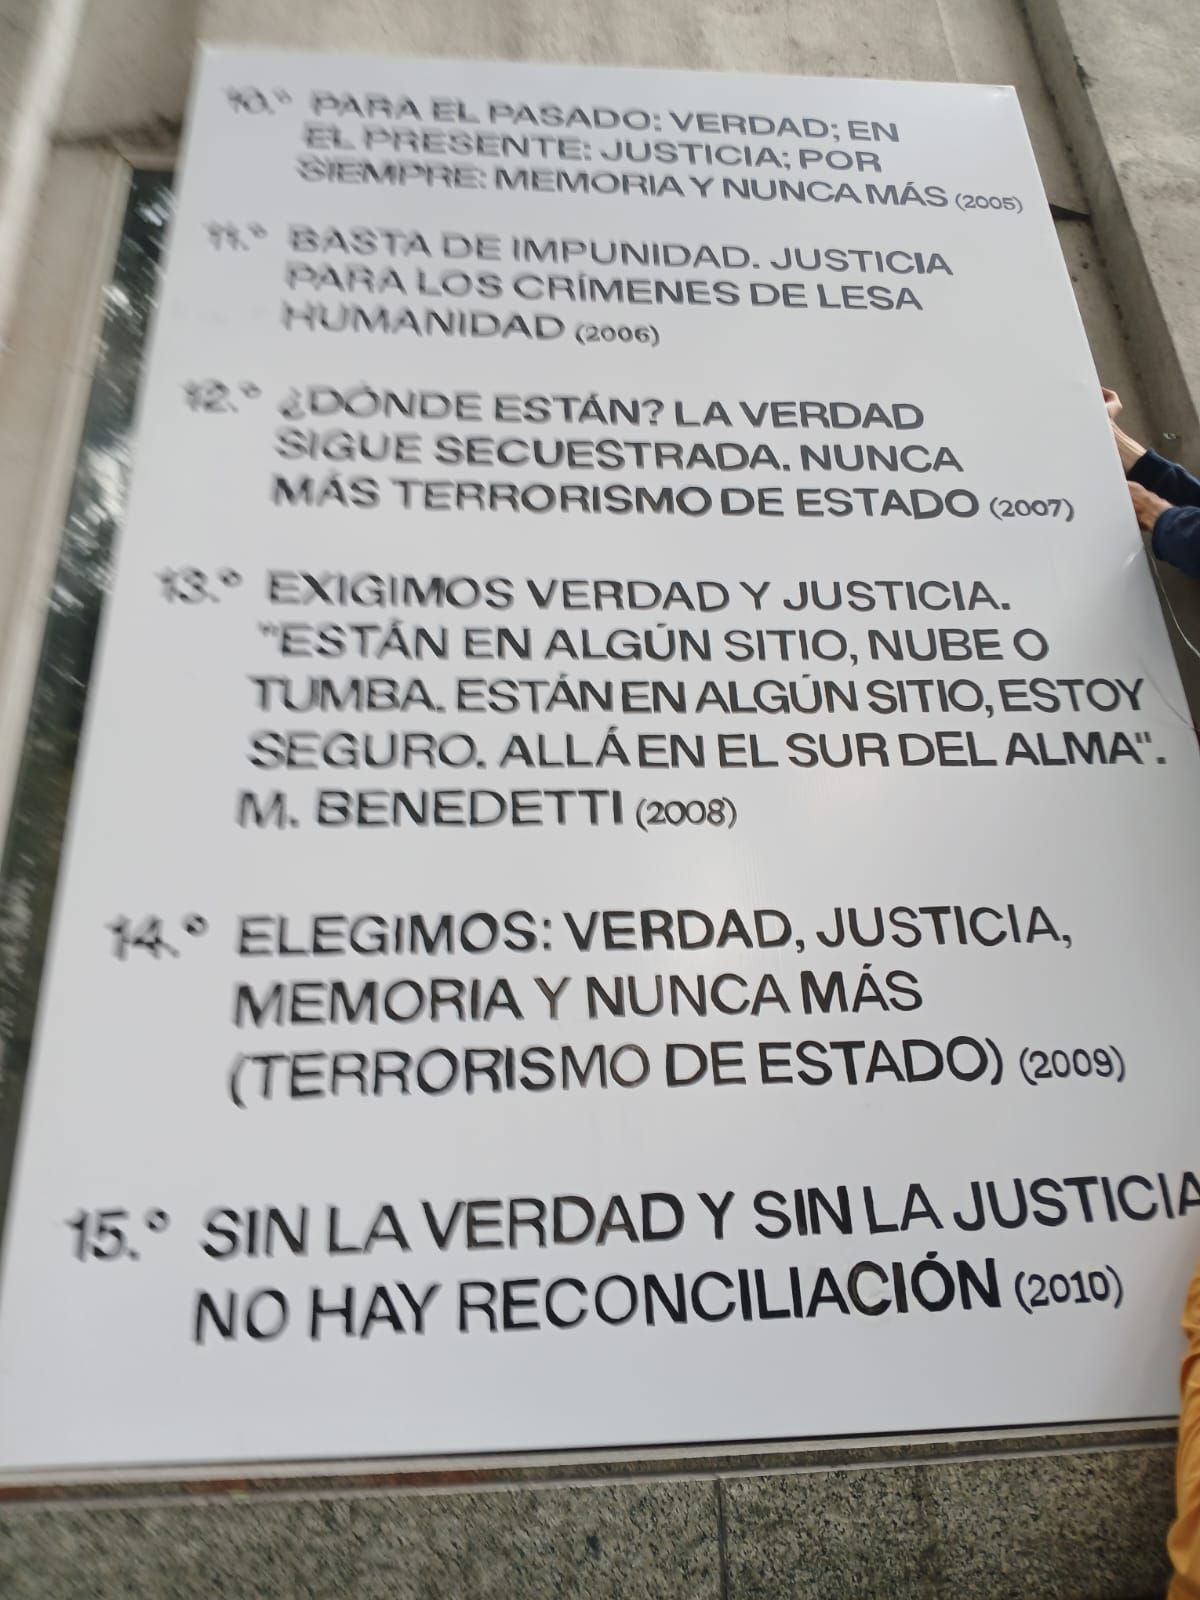 10.º PARA EL PASADO: VERDAD; EN
EL PRESENTE: JUSTICIA; POR
SIEMPRE: MEMORIA Y NUNCA MÁS (2005)
11.º BASTA DE IMPUNIDAD. JUSTICIA
PARA LOS CRÍMENES DE LESA
HUMANIDAD (2006)
12.º ¿DÓNDE ESTÁN? LA VERDAD
SIGUE SECUESTRADA. NUNCA
MÁS TERRORISMO DE ESTADO (2007)
13.º EXIGIMOS VERDAD Y JUSTICIA.
"ESTÁN EN ALGÚN SITIO, NUBE O
TUMBA. ESTÁN EN ALGÚN SITIO, ESTOY
SEGURO. ALLÁ EN EL SUR DEL ALMA".
M. BENEDETTI (2008)
14.º ELEGIMOS: VERDAD, JUSTICIA,
MEMORIA Y NUNCA MÁS
(TERRORISMO DE ESTADO) (2009)
15.º SIN LA VERDAD Y SIN LA JUSTICIA
NO HAY RECONCILIACIÓN (2010)